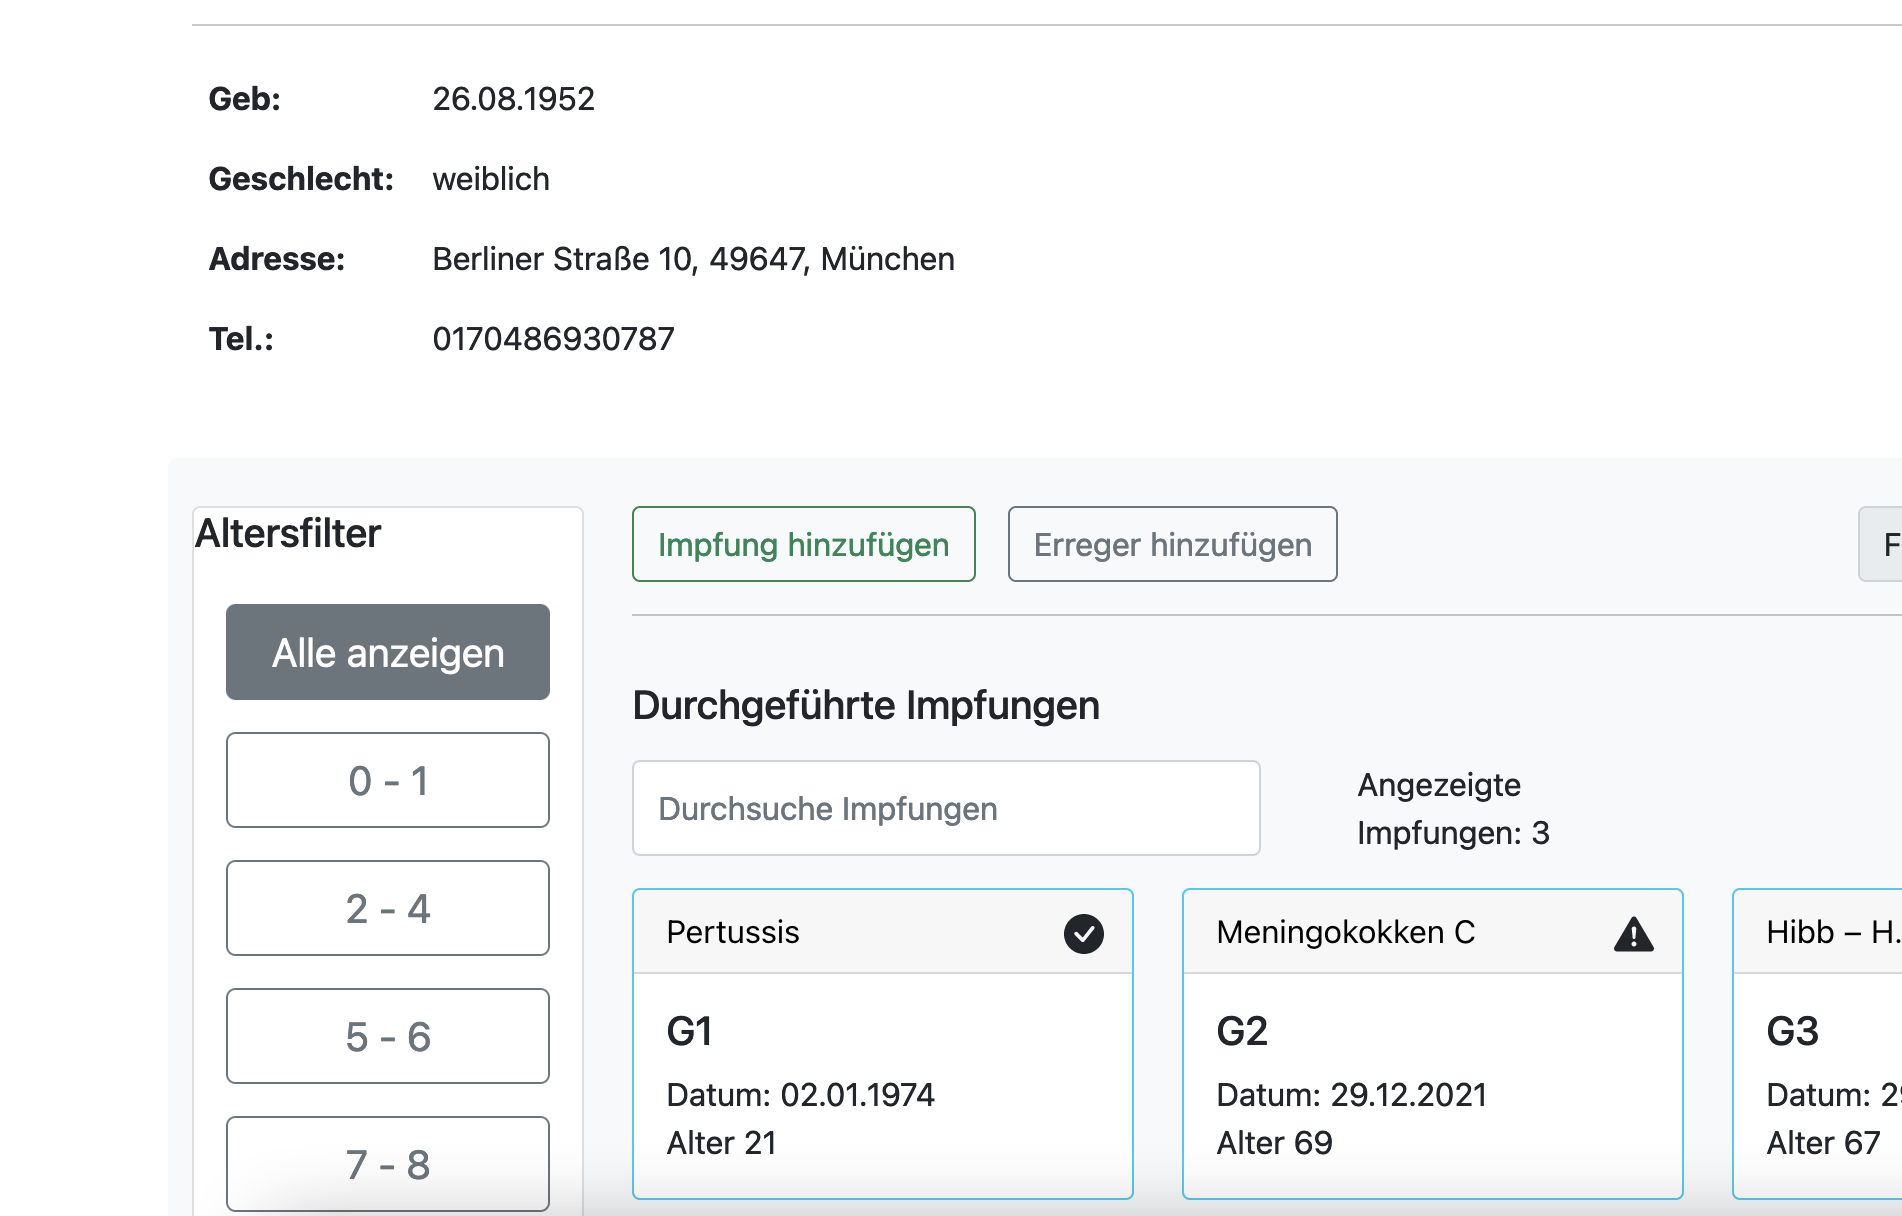 Geb: 26.08.1952
Geschlecht: weiblich
Adresse: Berliner Straße 10, 49647, München
Tel.: 0170486930787
Altersfilter
Alle anzeigen
0 - 1
2 - 4
5 - 6
7 - 8
Impfung hinzufügen
Erreger hinzufügen
F
Durchgeführte Impfungen
Durchsuche Impfungen
Angezeigte
Impfungen: 3
Pertussis
G1
Datum: 02.01.1974
Alter 21
Meningokokken C
G2
Datum: 29.12.2021
Alter 69
Hibb – H.
G3
Datum: 2
Alter 67